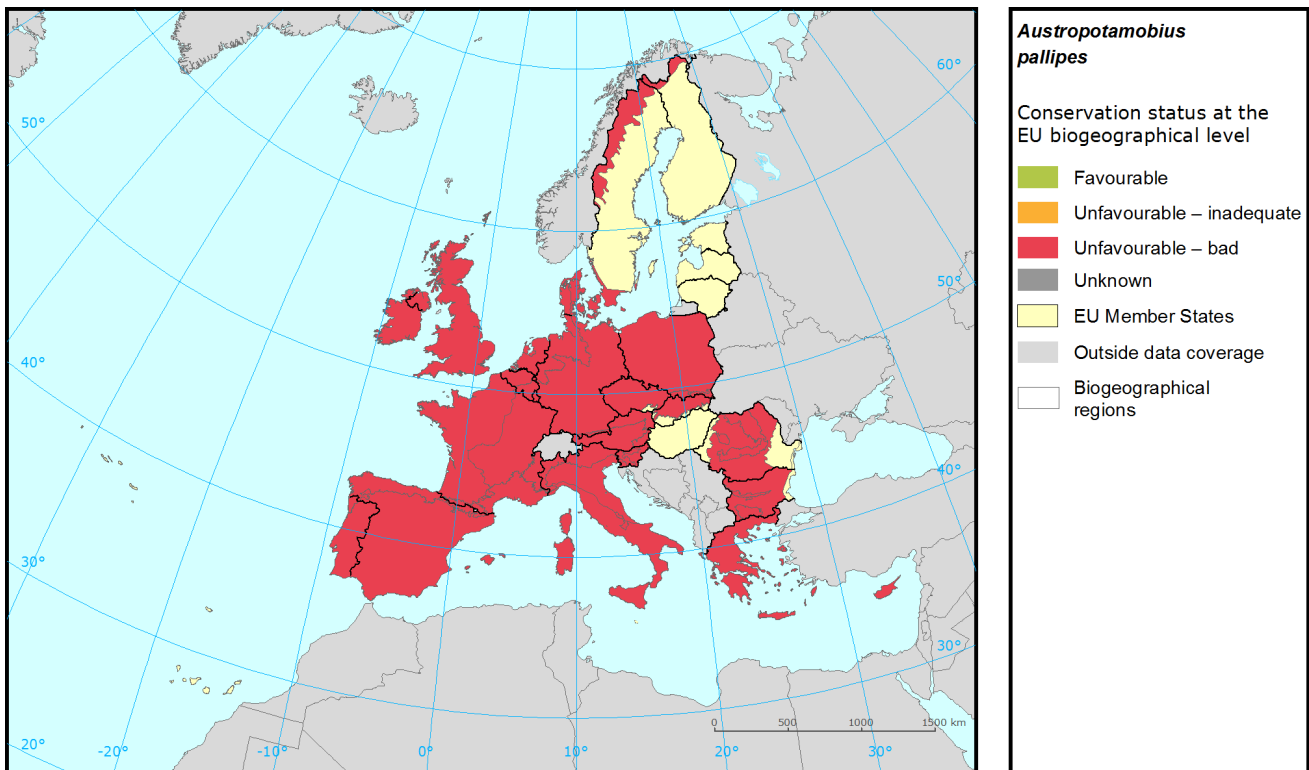 60°
50°
50°
40°
40°
30°
30°
20°
-20°
-10°
0°
10°
20°
30°
0 500 1000 1500 km
Austropotamobius
pallipes
Conservation status at the
EU biogeographical level
Favourable
Unfavourable – inadequate
Unfavourable – bad
Unknown
EU Member States
Outside data coverage
Biogeographical
regions